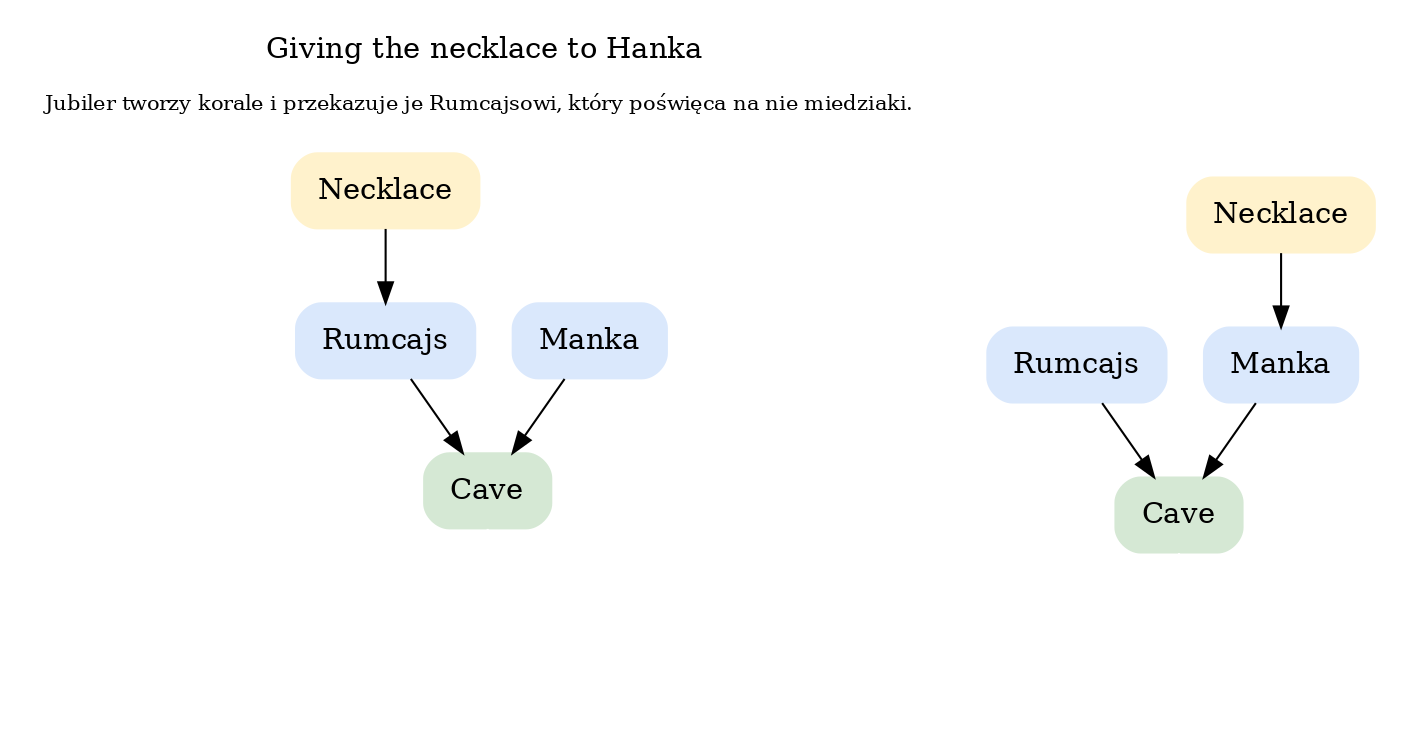 Giving the necklace to Hanka
Jubiler tworzy korale i przekazuje je Rumcajsowi, który poświęca na nie miedziaki.
Necklace
Rumcajs
Manka
Cave
Necklace
Rumcajs
Manka
Cave